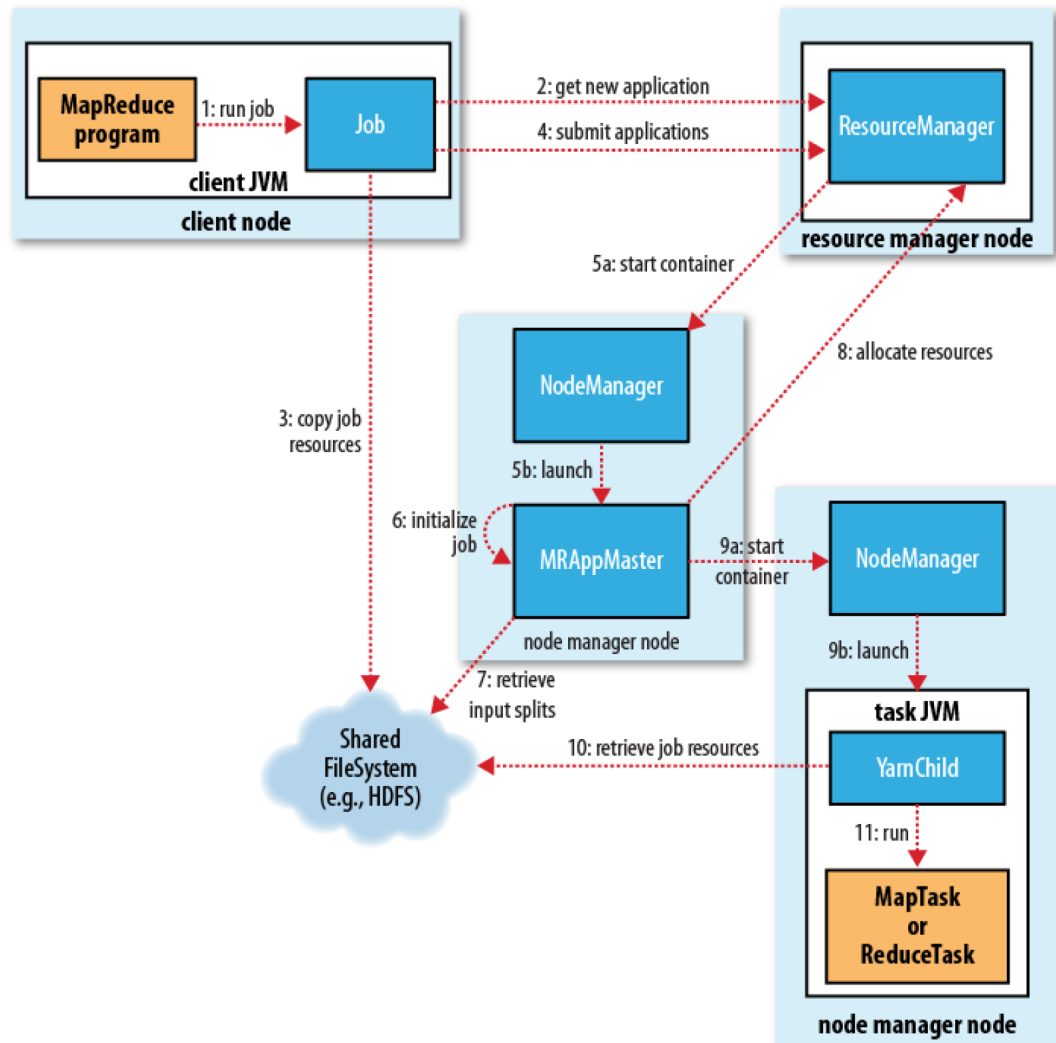 MapReduce
program
1: run job
Job
client JVM
client node
2: get new application
4: submit applications
ResourceManager
resource manager node
5a: start container
8: allocate resources
3: copy job
resources
NodeManager
5b: launch
6: initialize
job
MRAppMaster
node manager node
9a: start
container
NodeManager
9b: launch
7: retrieve
input splits
Shared
FileSystem
(e.g., HDFS)
10: retrieve job resources
task JVM
YarnChild
11: run
MapTask
or
ReduceTask
node manager node